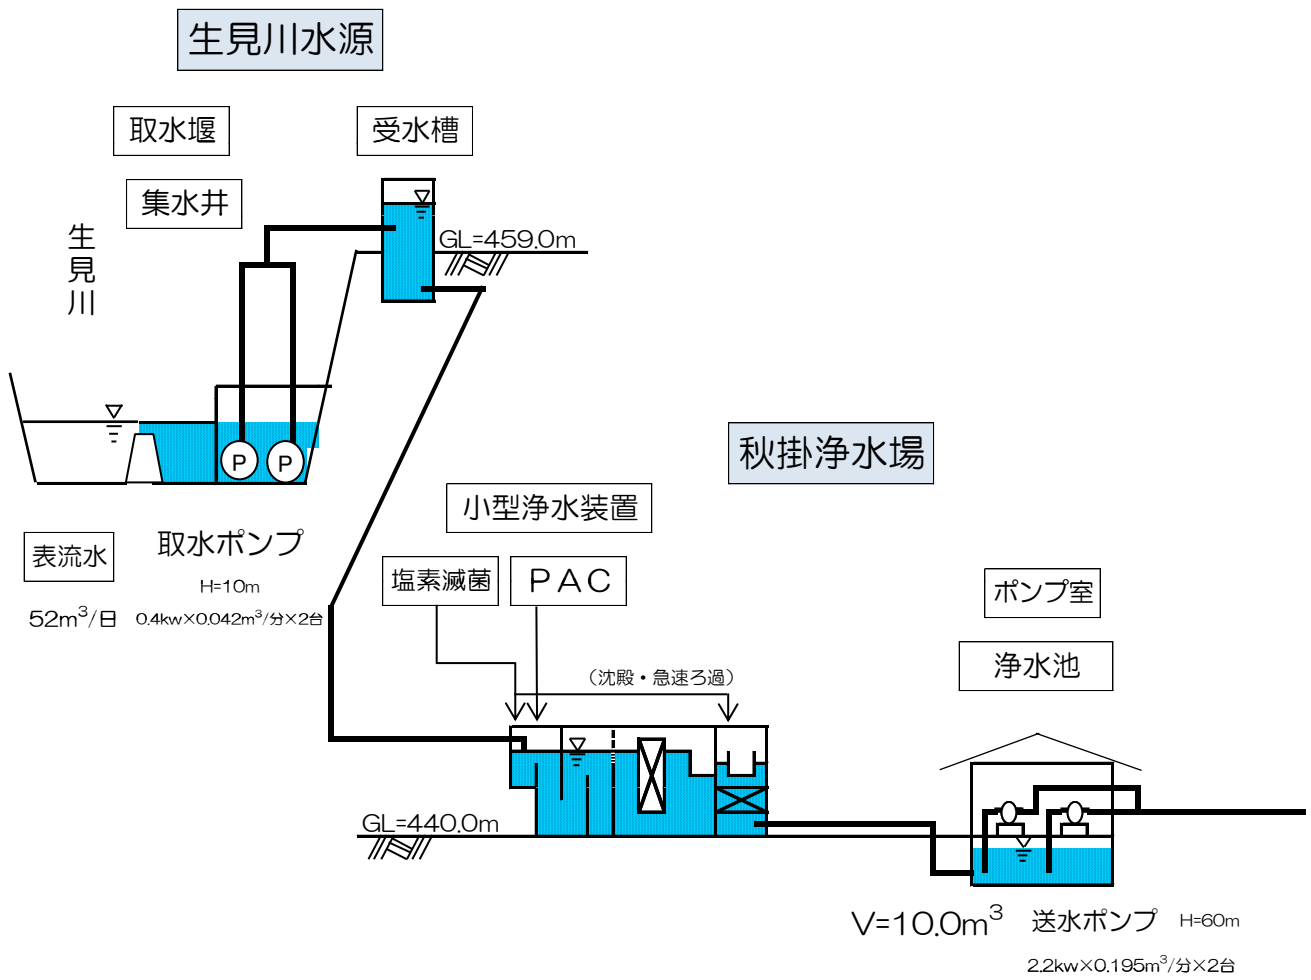 生見川水源
取水堰
受水槽
集水井
生見川
GL=459.0m
P
P
秋掛浄水場
小型浄水装置
表流水
取水ポンプ
塩素滅菌
PAC
ポンプ室
H=10m
52m³/日
0.4kw×0.042m³/分×2台
浄水池
(沈殿・急速ろ過)
GL=440.0m
V=10.0m³
送水ポンプ
H=60m
2.2kw×0.195m³/分×2台